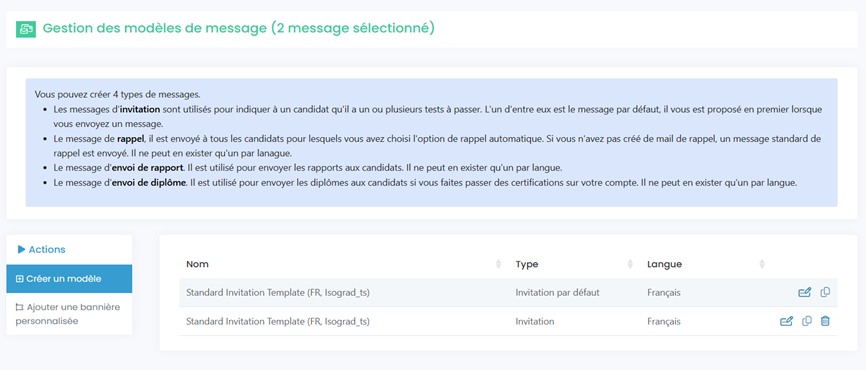 Gestion des modèles de message (2 message sélectionné)
Vous pouvez créer 4 types de messages.
Les messages d'invitation sont utilisés pour indiquer à un candidat qu'il a un ou plusieurs tests à passer. L'un d'entre eux est le message par défaut, il vous est proposé en premier lorsque
vous envoyez un message.
Le message de rappel, il est envoyé à tous les candidats pour lesquels vous avez choisi l'option de rappel automatique. Si vous n'avez pas créé de mail de rappel, un message standard de
rappel est envoyé. Il ne peut en exister qu'un par lanague.
Le message d'envoi de rapport. Il est utilisé pour envoyer les rapports aux candidats. Il ne peut en exister qu'un par langue.
Le message d'envoi de diplôme. Il est utilisé pour envoyer les diplômes aux candidats si vous faites passer des certifications sur votre compte. Il ne peut en exister qu'un par langue.
Actions
Créer un modèle
Ajouter une bannière
personnalisée
Nom Type Langue
Standard Invitation Template (FR, Isograd_ts) Invitation par défaut Français
Standard Invitation Template (FR, Isograd_ts) Invitation Français